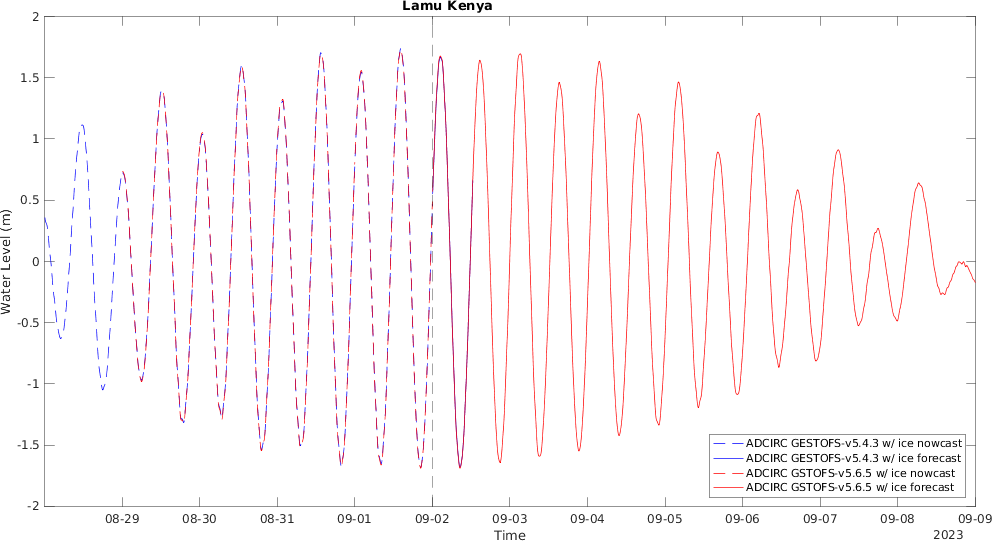 Lamu Kenya
2
1.5
1
0.5
0
-0.5
-1
-1.5
-2
Water Level (m)
ADCIRC GESTOFS-v5.4.3 w/ ice nowcast
ADCIRC GESTOFS-v5.4.3 w/ ice forecast
ADCIRC GSTOFS-v5.6.5 w/ ice nowcast
ADCIRC GSTOFS-v5.6.5 w/ ice forecast
08-29 08-30 08-31 09-01 09-02 09-03 09-04 09-05 09-06 09-07 09-08 09-09
Time
2023